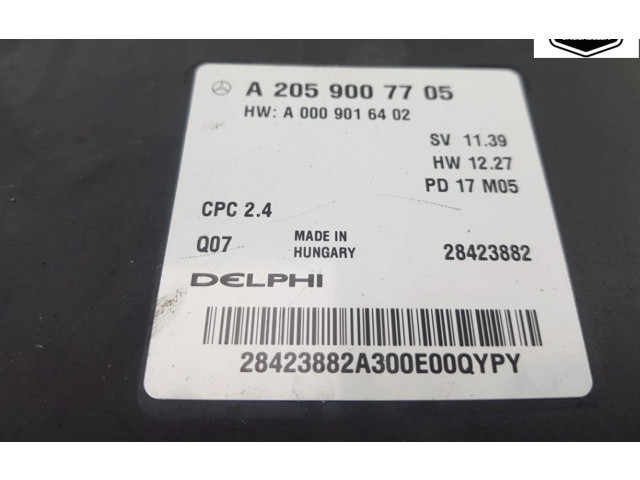 A 205 900 77 05
HW: A 000 901 64 02
SV 11.39
HW 12.27
PD 17 M05
CPC 2.4
Q07
MADE IN
HUNGARY
28423882
DELPHI
28423882A300E00QYPY